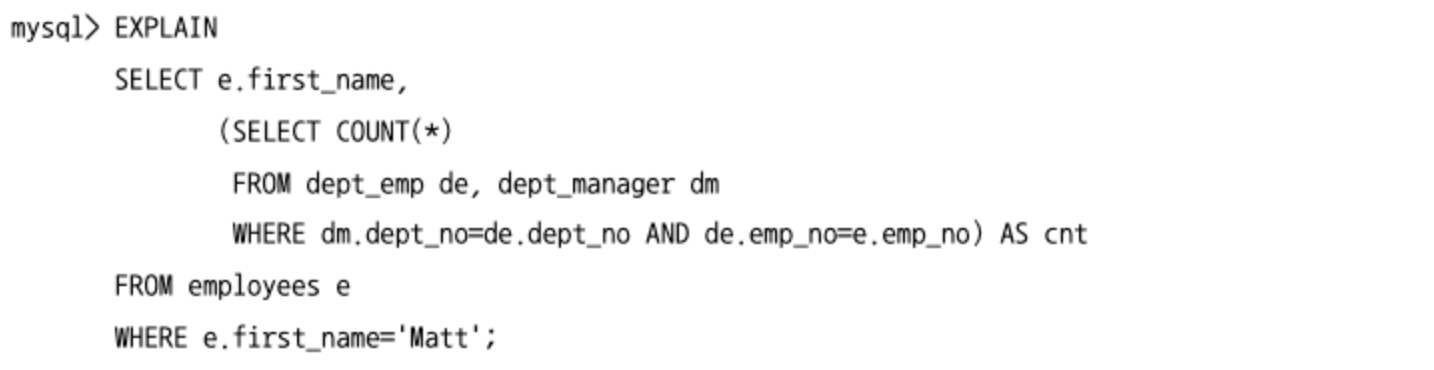 mysql> EXPLAIN
SELECT e.first_name,
(SELECT COUNT(*)
FROM dept_emp de, dept_manager dm
WHERE dm.dept_no=de.dept_no AND de.emp_no=e.emp_no) AS cnt
FROM employees e
WHERE e.first_name='Matt';